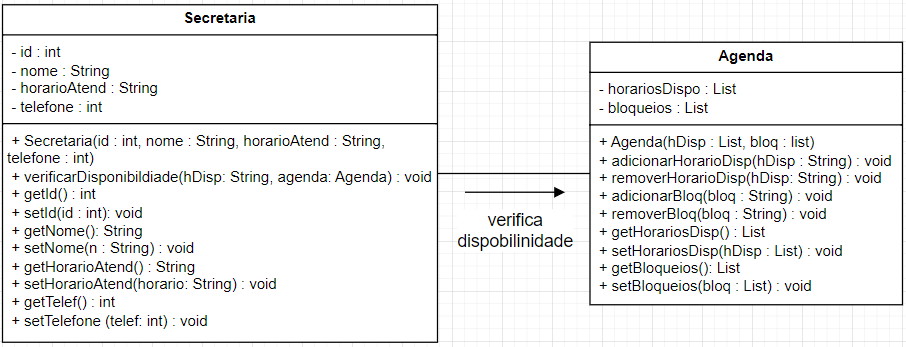 Secretaria
- id : int
- nome : String
- horarioAtend : String
- telefone : int
+ Secretaria(id : int, nome : String, horarioAtend : String,
telefone : int)
+ verificarDisponibildiade(hDisp: String, agenda: Agenda) : void
+ getId() : int
+ setId(id : int): void
+ getNome(): String
+ setNome(n : String) : void
+ getHorarioAtend() : String
+ setHorarioAtend(horario: String) : void
+ getTelef() : int
+ setTelefone (telef: int) : void
verifica
dispobilinidade
Agenda
- horariosDispo : List
- bloqueios : List
+ Agenda(hDisp : List, bloq : list)
+ adicionarHorarioDisp(hDisp : String) : void
+ removerHorarioDisp(hDisp: String) : void
+ adicionarBloq(bloq : String) : void
+ removerBloq(bloq : String) : void
+ getHorariosDisp() : List
+ setHorariosDisp(hDisp : List) : void
+ getBloqueios(): List
+ setBloqueios(bloq : List) : void